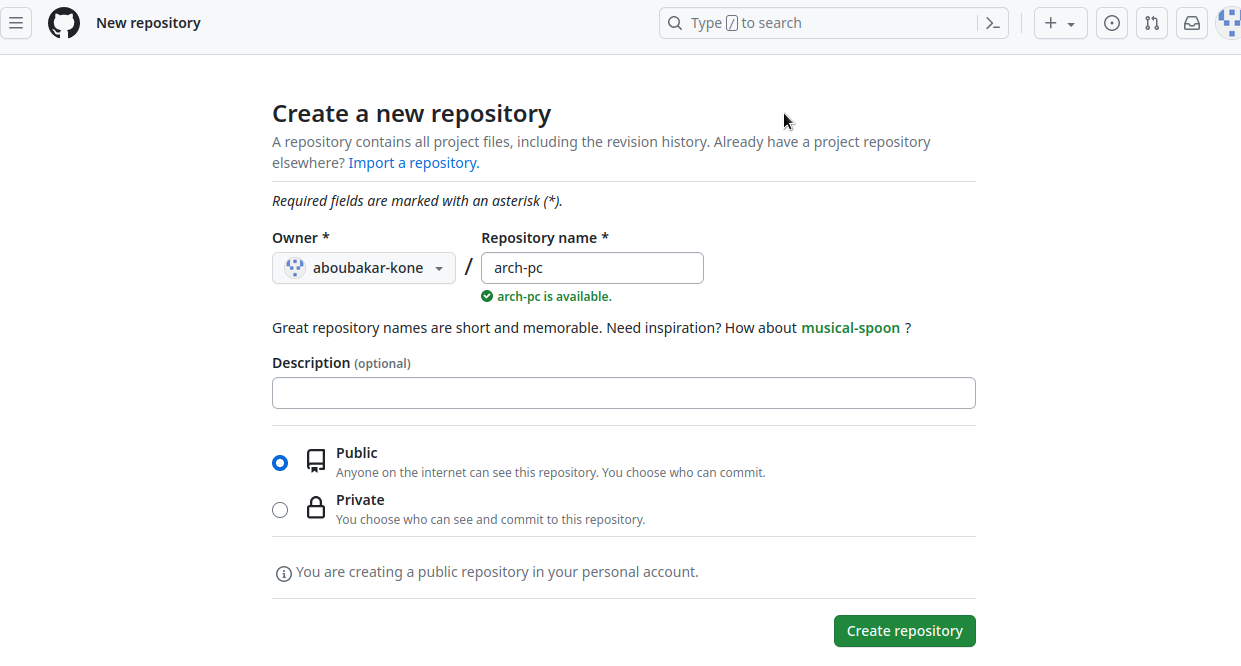 New repository
Type / to search
Create a new repository
A repository contains all project files, including the revision history. Already have a project repository
elsewhere? Import a repository.
Required fields are marked with an asterisk (*).
Owner * Repository name *
aboubakar-kone / arch-pc
arch-pc is available.
Great repository names are short and memorable. Need inspiration? How about musical-spoon ?
Description (optional)
Public
Anyone on the internet can see this repository. You choose who can commit.
Private
You choose who can see and commit to this repository.
You are creating a public repository in your personal account.
Create repository